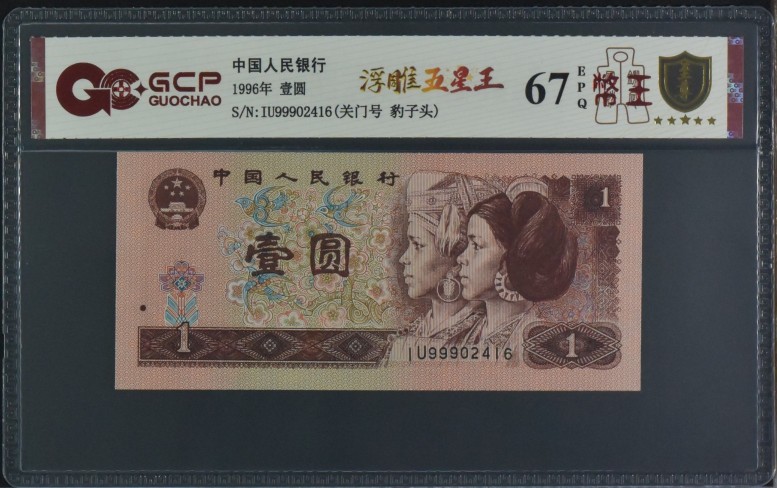 GCP
GUOCHAO
中国人民银行
1996年 壹圆
S/N:IU99902416(关门号 豹子头)
浮雕五星王
67
EPQ
中国人民银行
1
壹圆
1
IU99902416
1